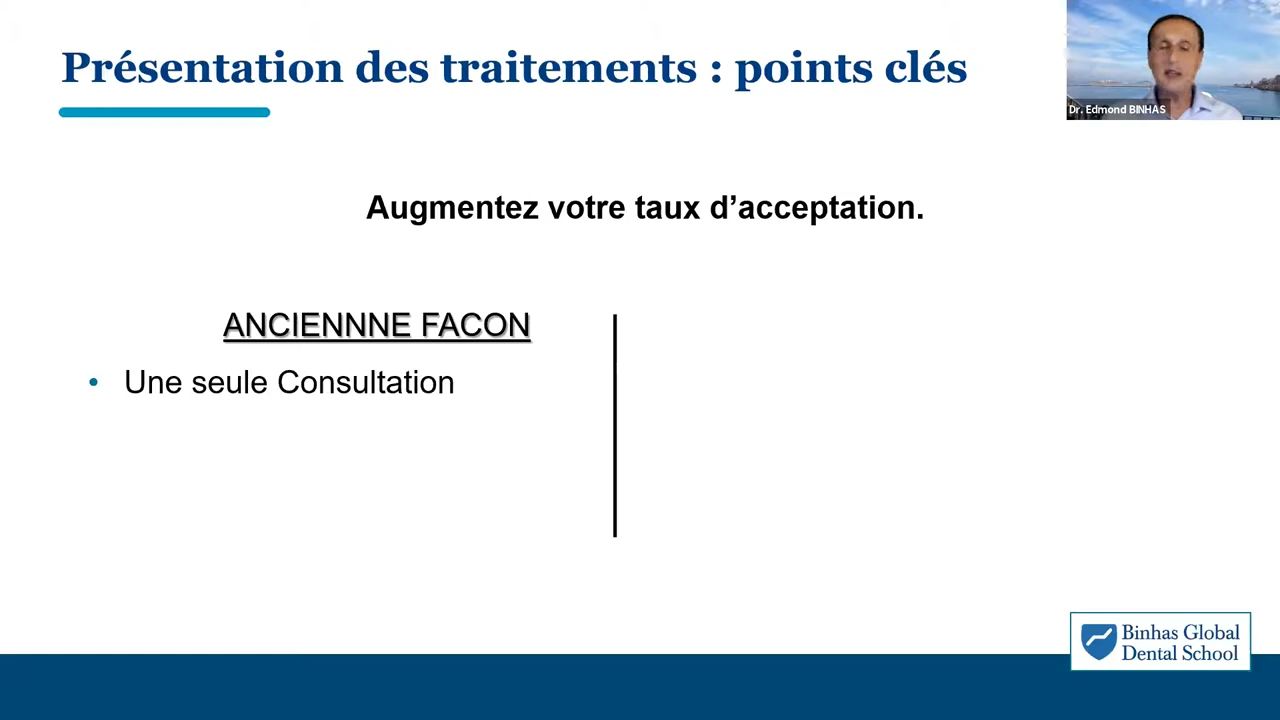 Présentation des traitements : points clés
Dr. Edmond BINHAS
Augmentez votre taux d'acceptation.
ANCIENNNE FACON
• Une seule Consultation
Binhas Global
Dental School